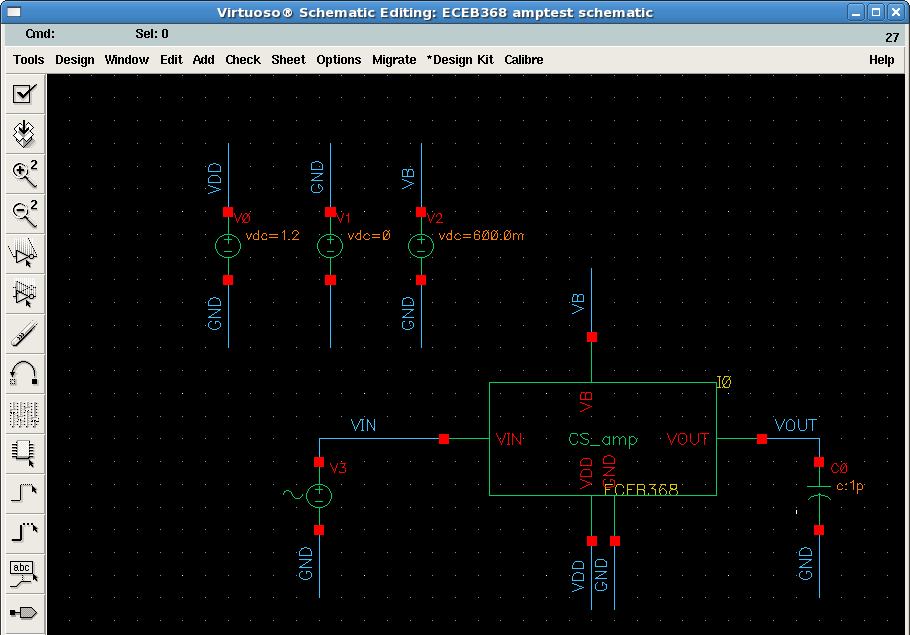 Virtuoso® Schematic Editing: ECEB368 amptest schematic
Cmd: Sel: 0
27
Tools Design Window Edit Add Check Sheet Options Migrate *Design Kit Calibre Help
2
2
abc
VDD GND VB
V0 V1 V2
vdc=1.2 vdc=0 vdc=600.0m
GND GND
VB
I0
VB
VIN VOUT
VIN CS_amp VOUT
V3 VDD GND C0
c:1p
ECEB368
GND VDD GND GND